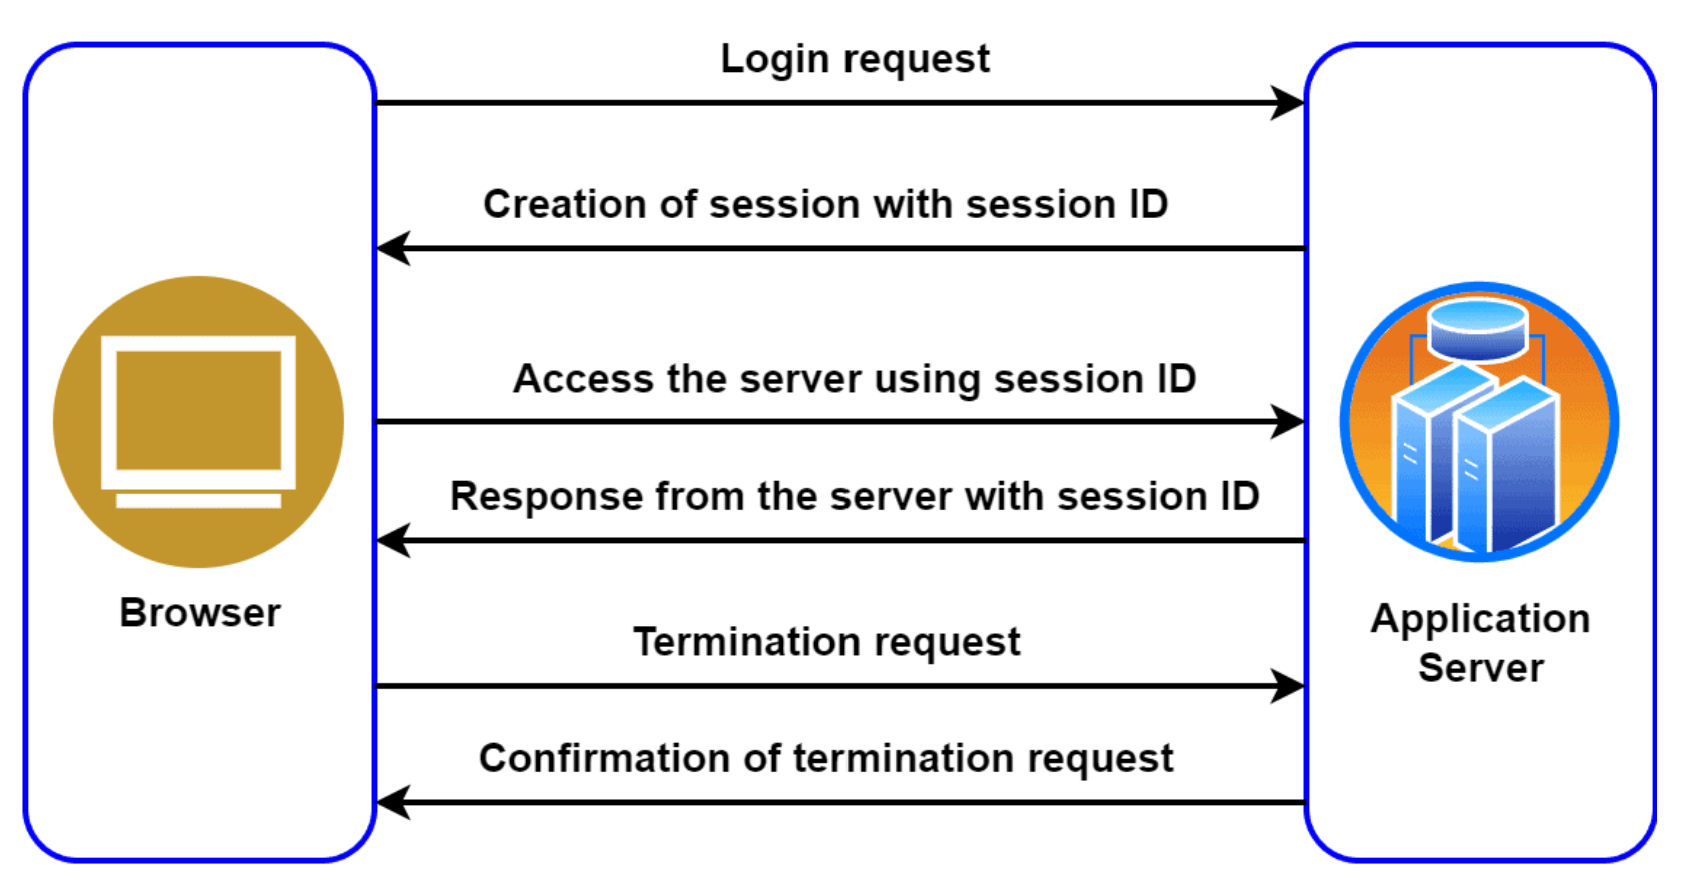 Login request
Creation of session with session ID
Access the server using session ID
Response from the server with session ID
Browser
Termination request
Application
Server
Confirmation of termination request